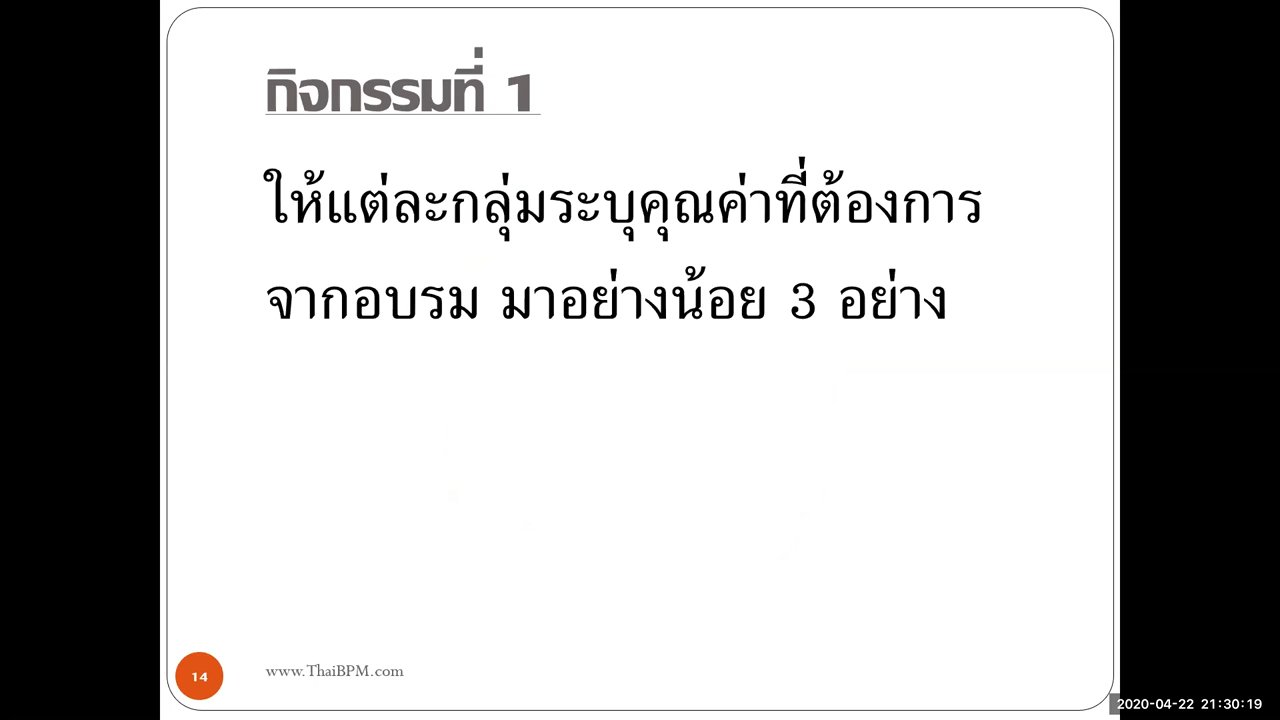 กิจกรรมที่ 1
ให้แต่ละกลุ่มระบุคุณค่าที่ต้องการ
จากอบรม มาอย่างน้อย 3 อย่าง
14
www.ThaiBPM.com
2020-04-22 21:30:19